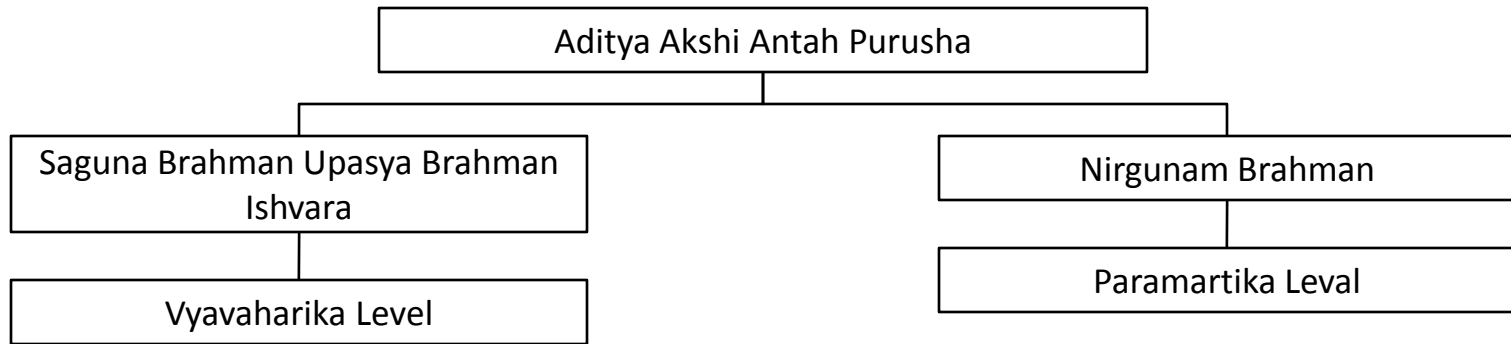 Aditya Akshi Antah Purusha
Saguna Brahman Upasya Brahman
Ishvara
Nirgunam Brahman
Vyavaharika Level
Paramartika Leval